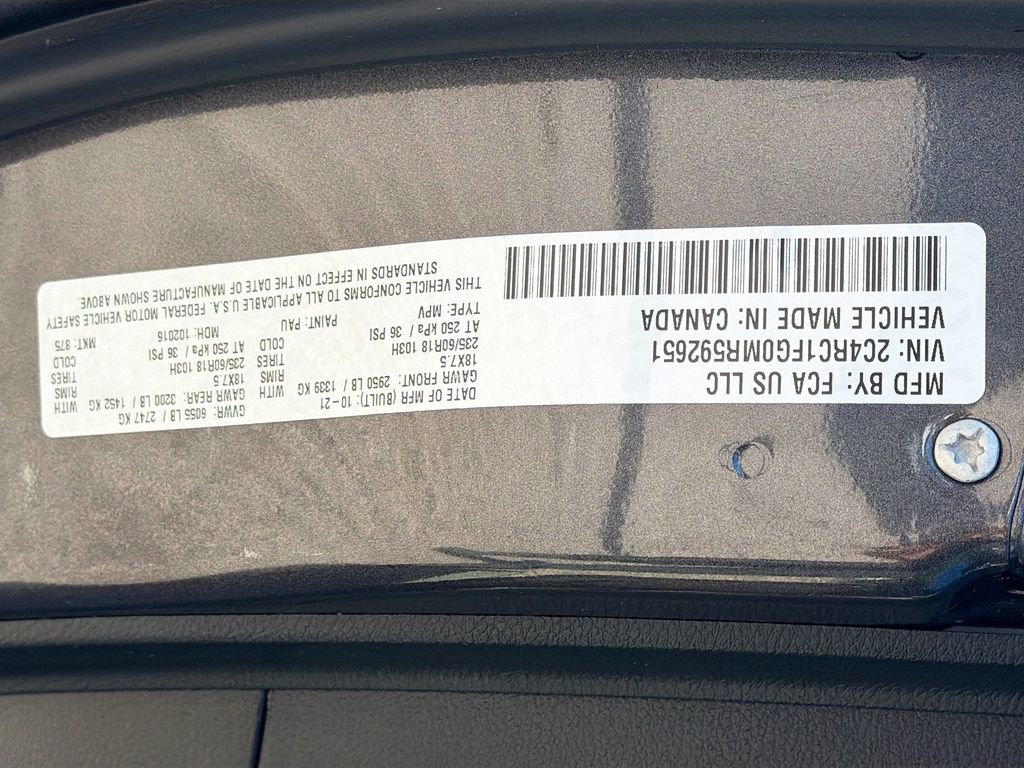 MFD BY: FCA US LLC
VIN: 2C4RC1FG0MR592651
VEHICLE MADE IN: CANADA
DATE OF MFR (BUILT): 10-21
GVWR: 6055 LB / 2747 KG
GAWR FRONT: 2950 LB / 1339 KG WITH
GAWR REAR: 3200 LB / 1452 KG WITH
18X7.5 RIMS
18X7.5 RIMS
235/60R18 103H TIRES
235/60R18 103H TIRES
AT 250 kPa / 36 PSI COLD
AT 250 kPa / 36 PSI COLD
TYPE: MPV PAINT: PAU MDH: 102016 MKT: 875
THIS VEHICLE CONFORMS TO ALL APPLICABLE U.S.A. FEDERAL MOTOR VEHICLE SAFETY
STANDARDS IN EFFECT ON THE DATE OF MANUFACTURE SHOWN ABOVE.